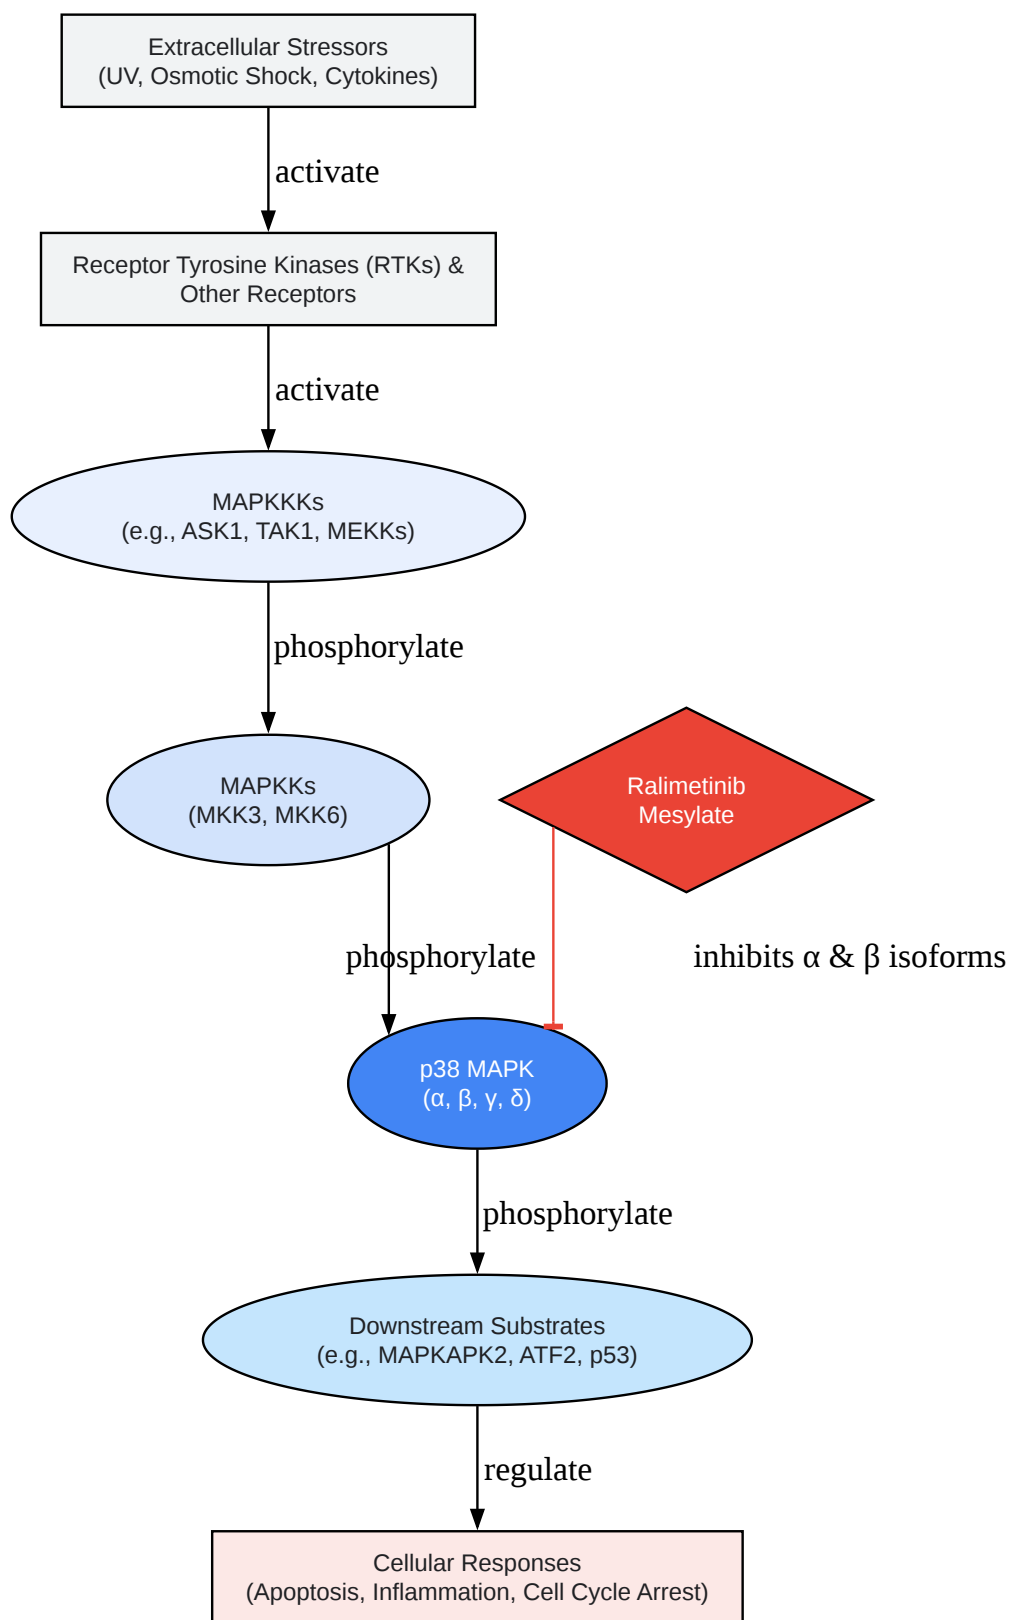 Extracellular Stressors
(UV, Osmotic Shock, Cytokines)
activate
Receptor Tyrosine Kinases (RTKs) &
Other Receptors
activate
MAPKKKs
(e.g., ASK1, TAK1, MEKKs)
phosphorylate
MAPKKs
(MKK3, MKK6)
Ralimetinib
Mesylate
phosphorylate
inhibits α & β isoforms
p38 MAPK
(α, β, γ, δ)
phosphorylate
Downstream Substrates
(e.g., MAPKAPK2, ATF2, p53)
regulate
Cellular Responses
(Apoptosis, Inflammation, Cell Cycle Arrest)